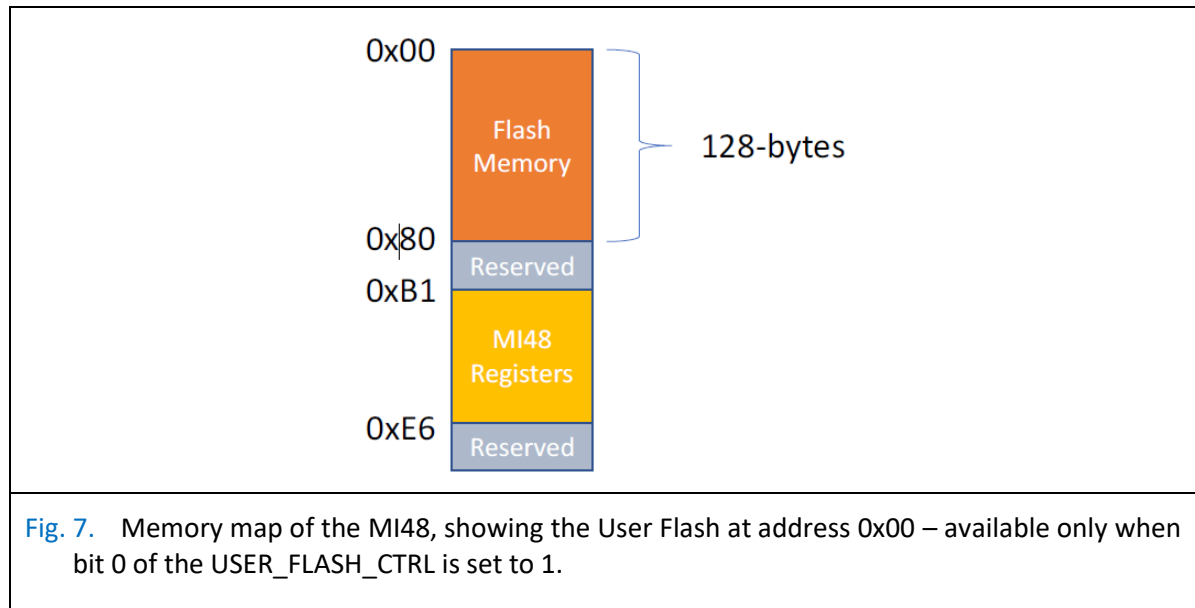 0x00
Flash
Memory
128-bytes
0x80
Reserved
0xB1
MI48
Registers
0xE6
Reserved
Fig. 7. Memory map of the MI48, showing the User Flash at address 0x00 – available only when
bit 0 of the USER_FLASH_CTRL is set to 1.